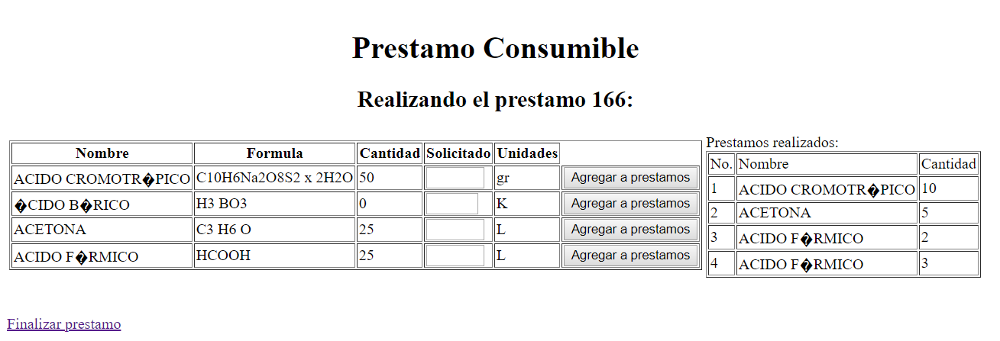 Prestamo Consumible
Realizando el prestamo 166:
Nombre Formula Cantidad Solicitado Unidades
ACIDO CROMOTR�PICO C10H6Na2O8S2 x 2H2O 50 gr Agregar a prestamos
�CIDO B�RICO H3 BO3 0 K Agregar a prestamos
ACETONA C3 H6 O 25 L Agregar a prestamos
ACIDO F�RMICO HCOOH 25 L Agregar a prestamos
Prestamos realizados:
No. Nombre Cantidad
1 ACIDO CROMOTR�PICO 10
2 ACETONA 5
3 ACIDO F�RMICO 2
4 ACIDO F�RMICO 3
Finalizar prestamo